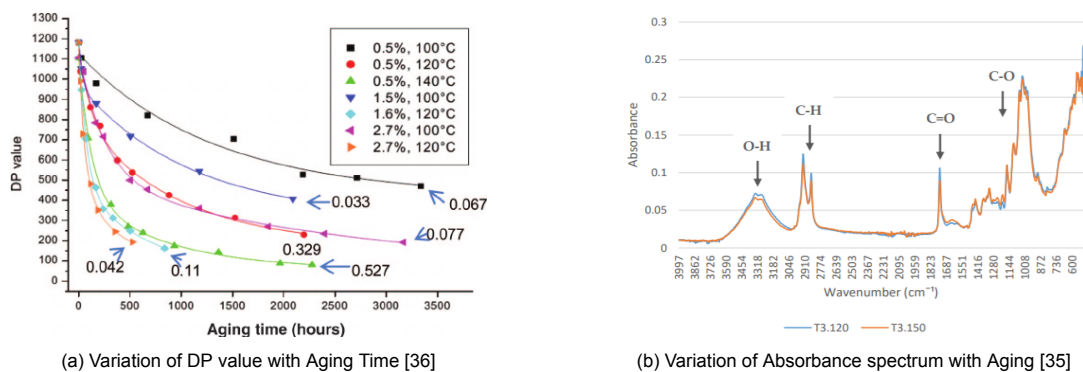 1300
1200
1100
1000
900
800
700
600
500
400
300
200
100
0
DP value
0 500 1000 1500 2000 2500 3000 3500
Aging time (hours)
0.5%, 100°C
0.5%, 120°C
0.5%, 140°C
1.5%, 100°C
1.6%, 120°C
2.7%, 100°C
2.7%, 120°C
0.067
0.033
0.077
0.329
0.527
0.11
0.042
(a) Variation of DP value with Aging Time [36]
0.3
0.25
0.2
0.15
0.1
0.05
0
Absorbance
O-H
C-H
C=O
C-O
3997 3862 3726 3590 3454 3318 3182 3046 2910 2774 2639 2503 2367 2231 2095 1959 1823 1687 1551 1416 1280 1144 1008 872 736 600
Wavenumber (cm⁻¹)
T3.120 T3.150
(b) Variation of Absorbance spectrum with Aging [35]